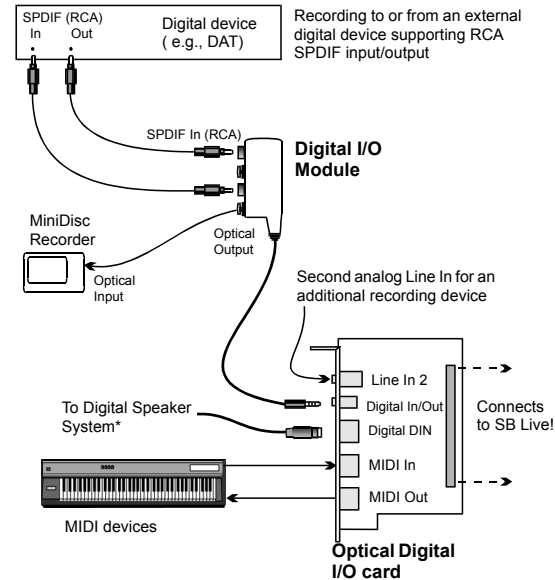 SPDIF (RCA)
In Out
Digital device
( e.g., DAT)
Recording to or from an external
digital device supporting RCA
SPDIF input/output
SPDIF In (RCA)
Digital I/O
Module
MiniDisc
Recorder
Optical
Output
Optical
Input
Second analog Line In for an
additional recording device
Line In 2
Digital In/Out
Digital DIN
MIDI In
MIDI Out
Connects
to SB Live!
To Digital Speaker
System*
MIDI devices
Optical Digital
I/O card